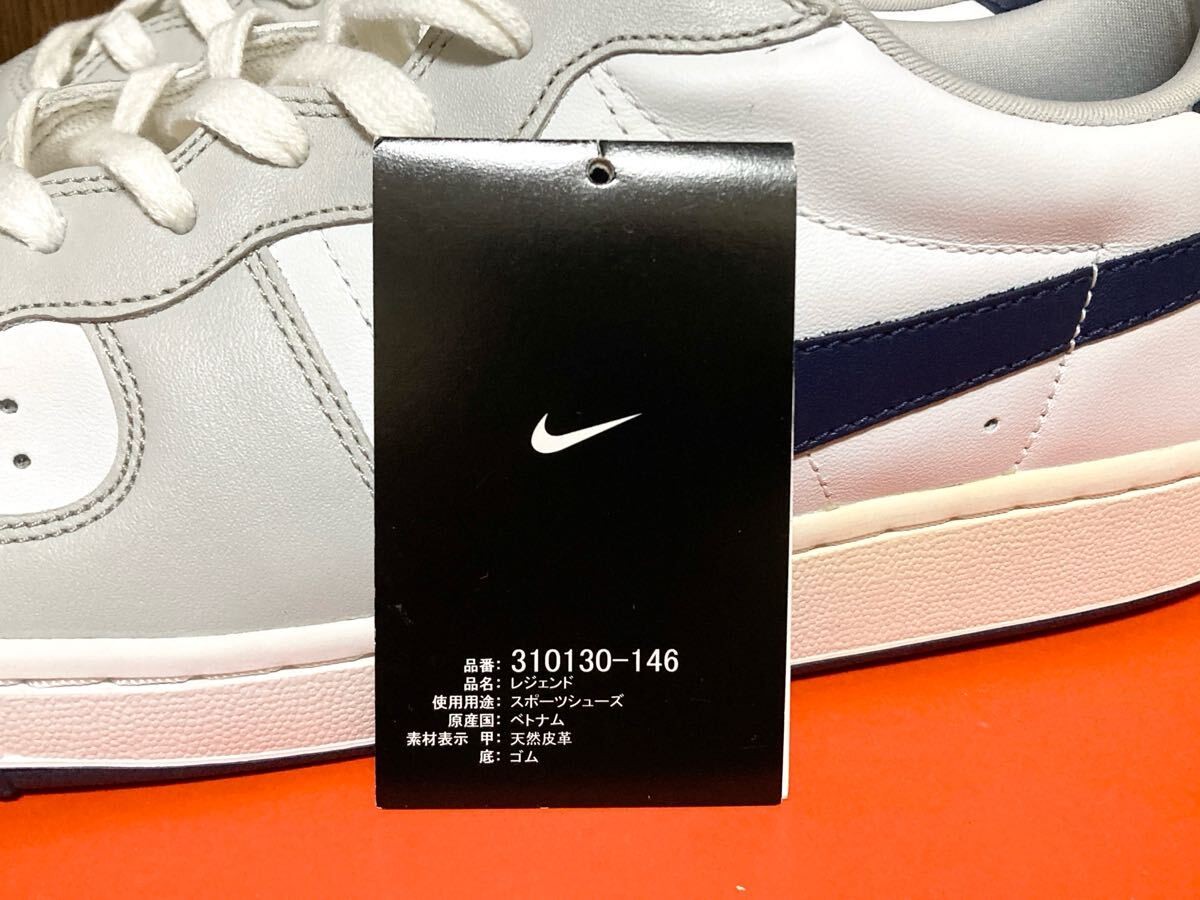 品番: 310130-146
品名: レジェンド
使用用途: スポーツシューズ
原産国: ベトナム
素材表示 甲: 天然皮革
底: ゴム